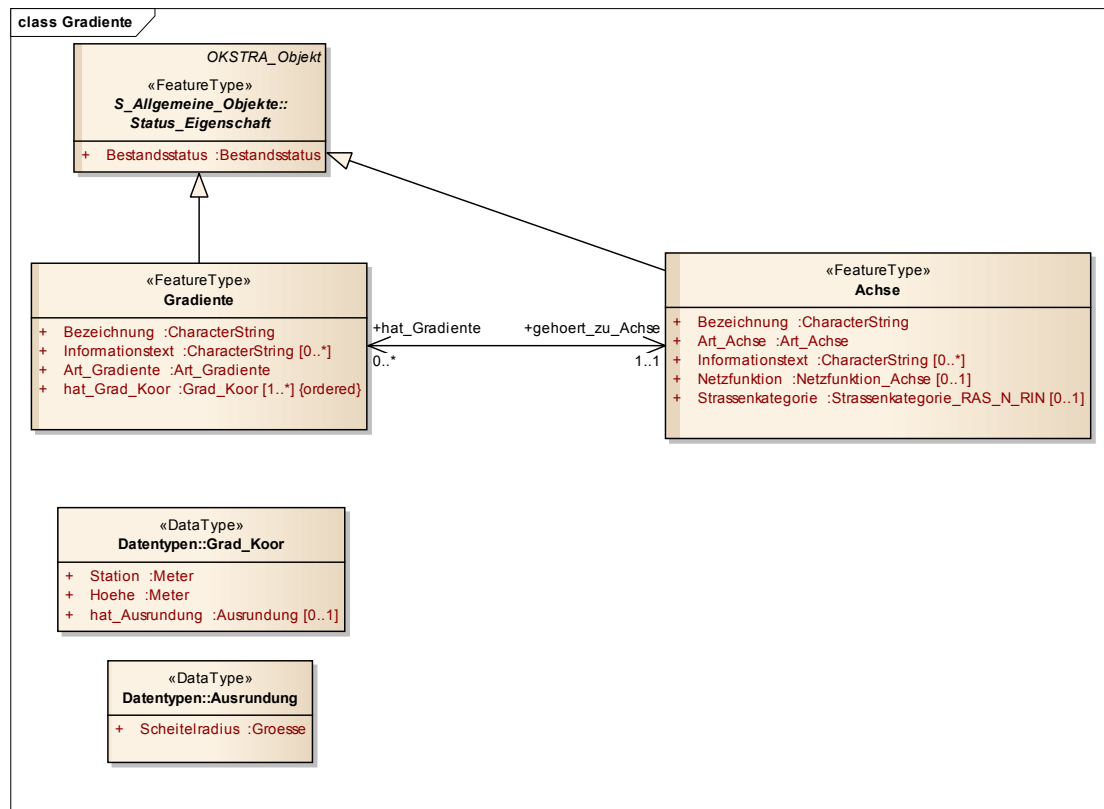 class Gradiente
OKSTRA_Objekt
«FeatureType»
S_Allgemeine_Objekte::
Status_Eigenschaft
+ Bestandsstatus :Bestandsstatus
«FeatureType»
Gradiente
+ Bezeichnung :CharacterString
+ Informationstext :CharacterString [0..*]
+ Art_Gradiente :Art_Gradiente
+ hat_Grad_Koor :Grad_Koor [1..*] {ordered}
+hat_Gradiente
0..*
+gehoert_zu_Achse
1..1
«FeatureType»
Achse
+ Bezeichnung :CharacterString
+ Art_Achse :Art_Achse
+ Informationstext :CharacterString [0..*]
+ Netzfunktion :Netzfunktion_Achse [0..1]
+ Strassenkategorie :Strassenkategorie_RAS_N_RIN [0..1]
«DataType»
Datentypen::Grad_Koor
+ Station :Meter
+ Hoehe :Meter
+ hat_Ausrundung :Ausrundung [0..1]
«DataType»
Datentypen::Ausrundung
+ Scheitelradius :Groesse